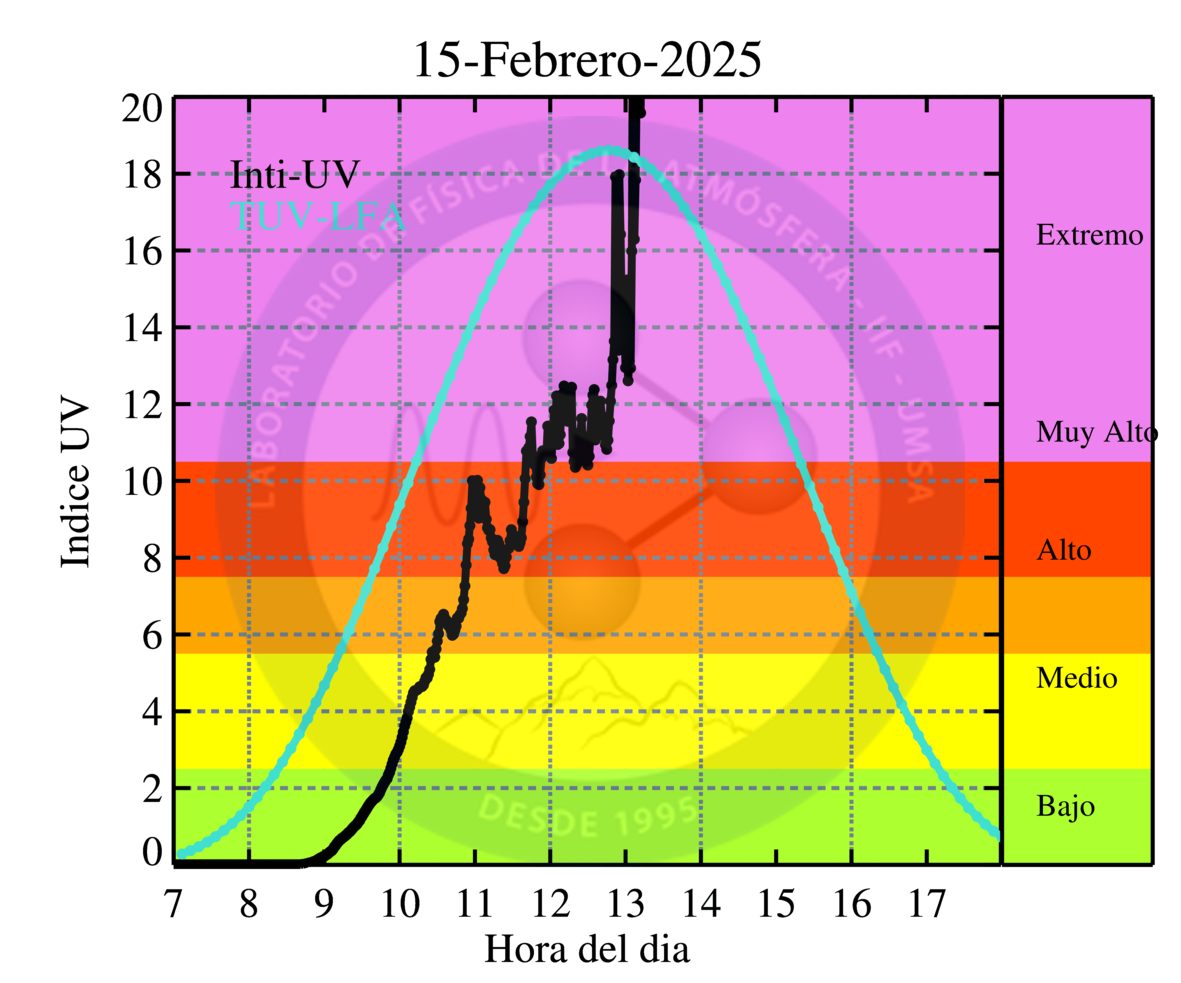 15-Febrero-2025
20
18
16
14
12
10
8
6
4
2
0
Indice UV
Inti-UV
TUV-LFA
LABORATORIO DE FÍSICA DE LA ATMÓSFERA - IIF - UMSA
DESDE 1995
Extremo
Muy Alto
Alto
Medio
Bajo
7 8 9 10 11 12 13 14 15 16 17
Hora del dia